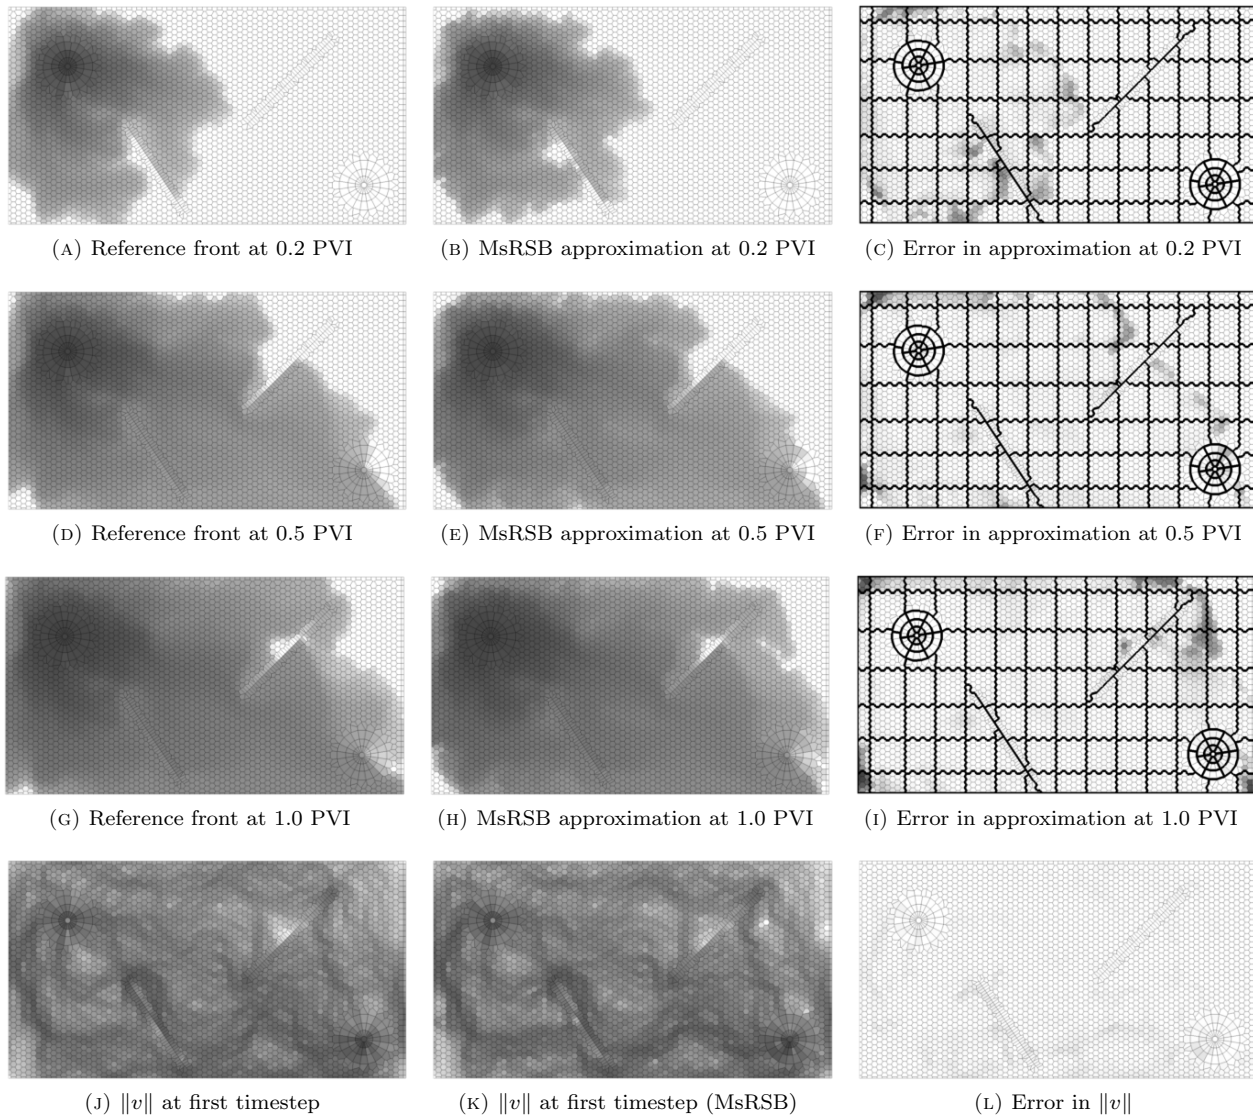 (A) Reference front at 0.2 PVI
(B) MsRSB approximation at 0.2 PVI
(C) Error in approximation at 0.2 PVI
(D) Reference front at 0.5 PVI
(E) MsRSB approximation at 0.5 PVI
(F) Error in approximation at 0.5 PVI
(G) Reference front at 1.0 PVI
(H) MsRSB approximation at 1.0 PVI
(I) Error in approximation at 1.0 PVI
(J) ‖v‖ at first timestep
(K) ‖v‖ at first timestep (MsRSB)
(L) Error in ‖v‖